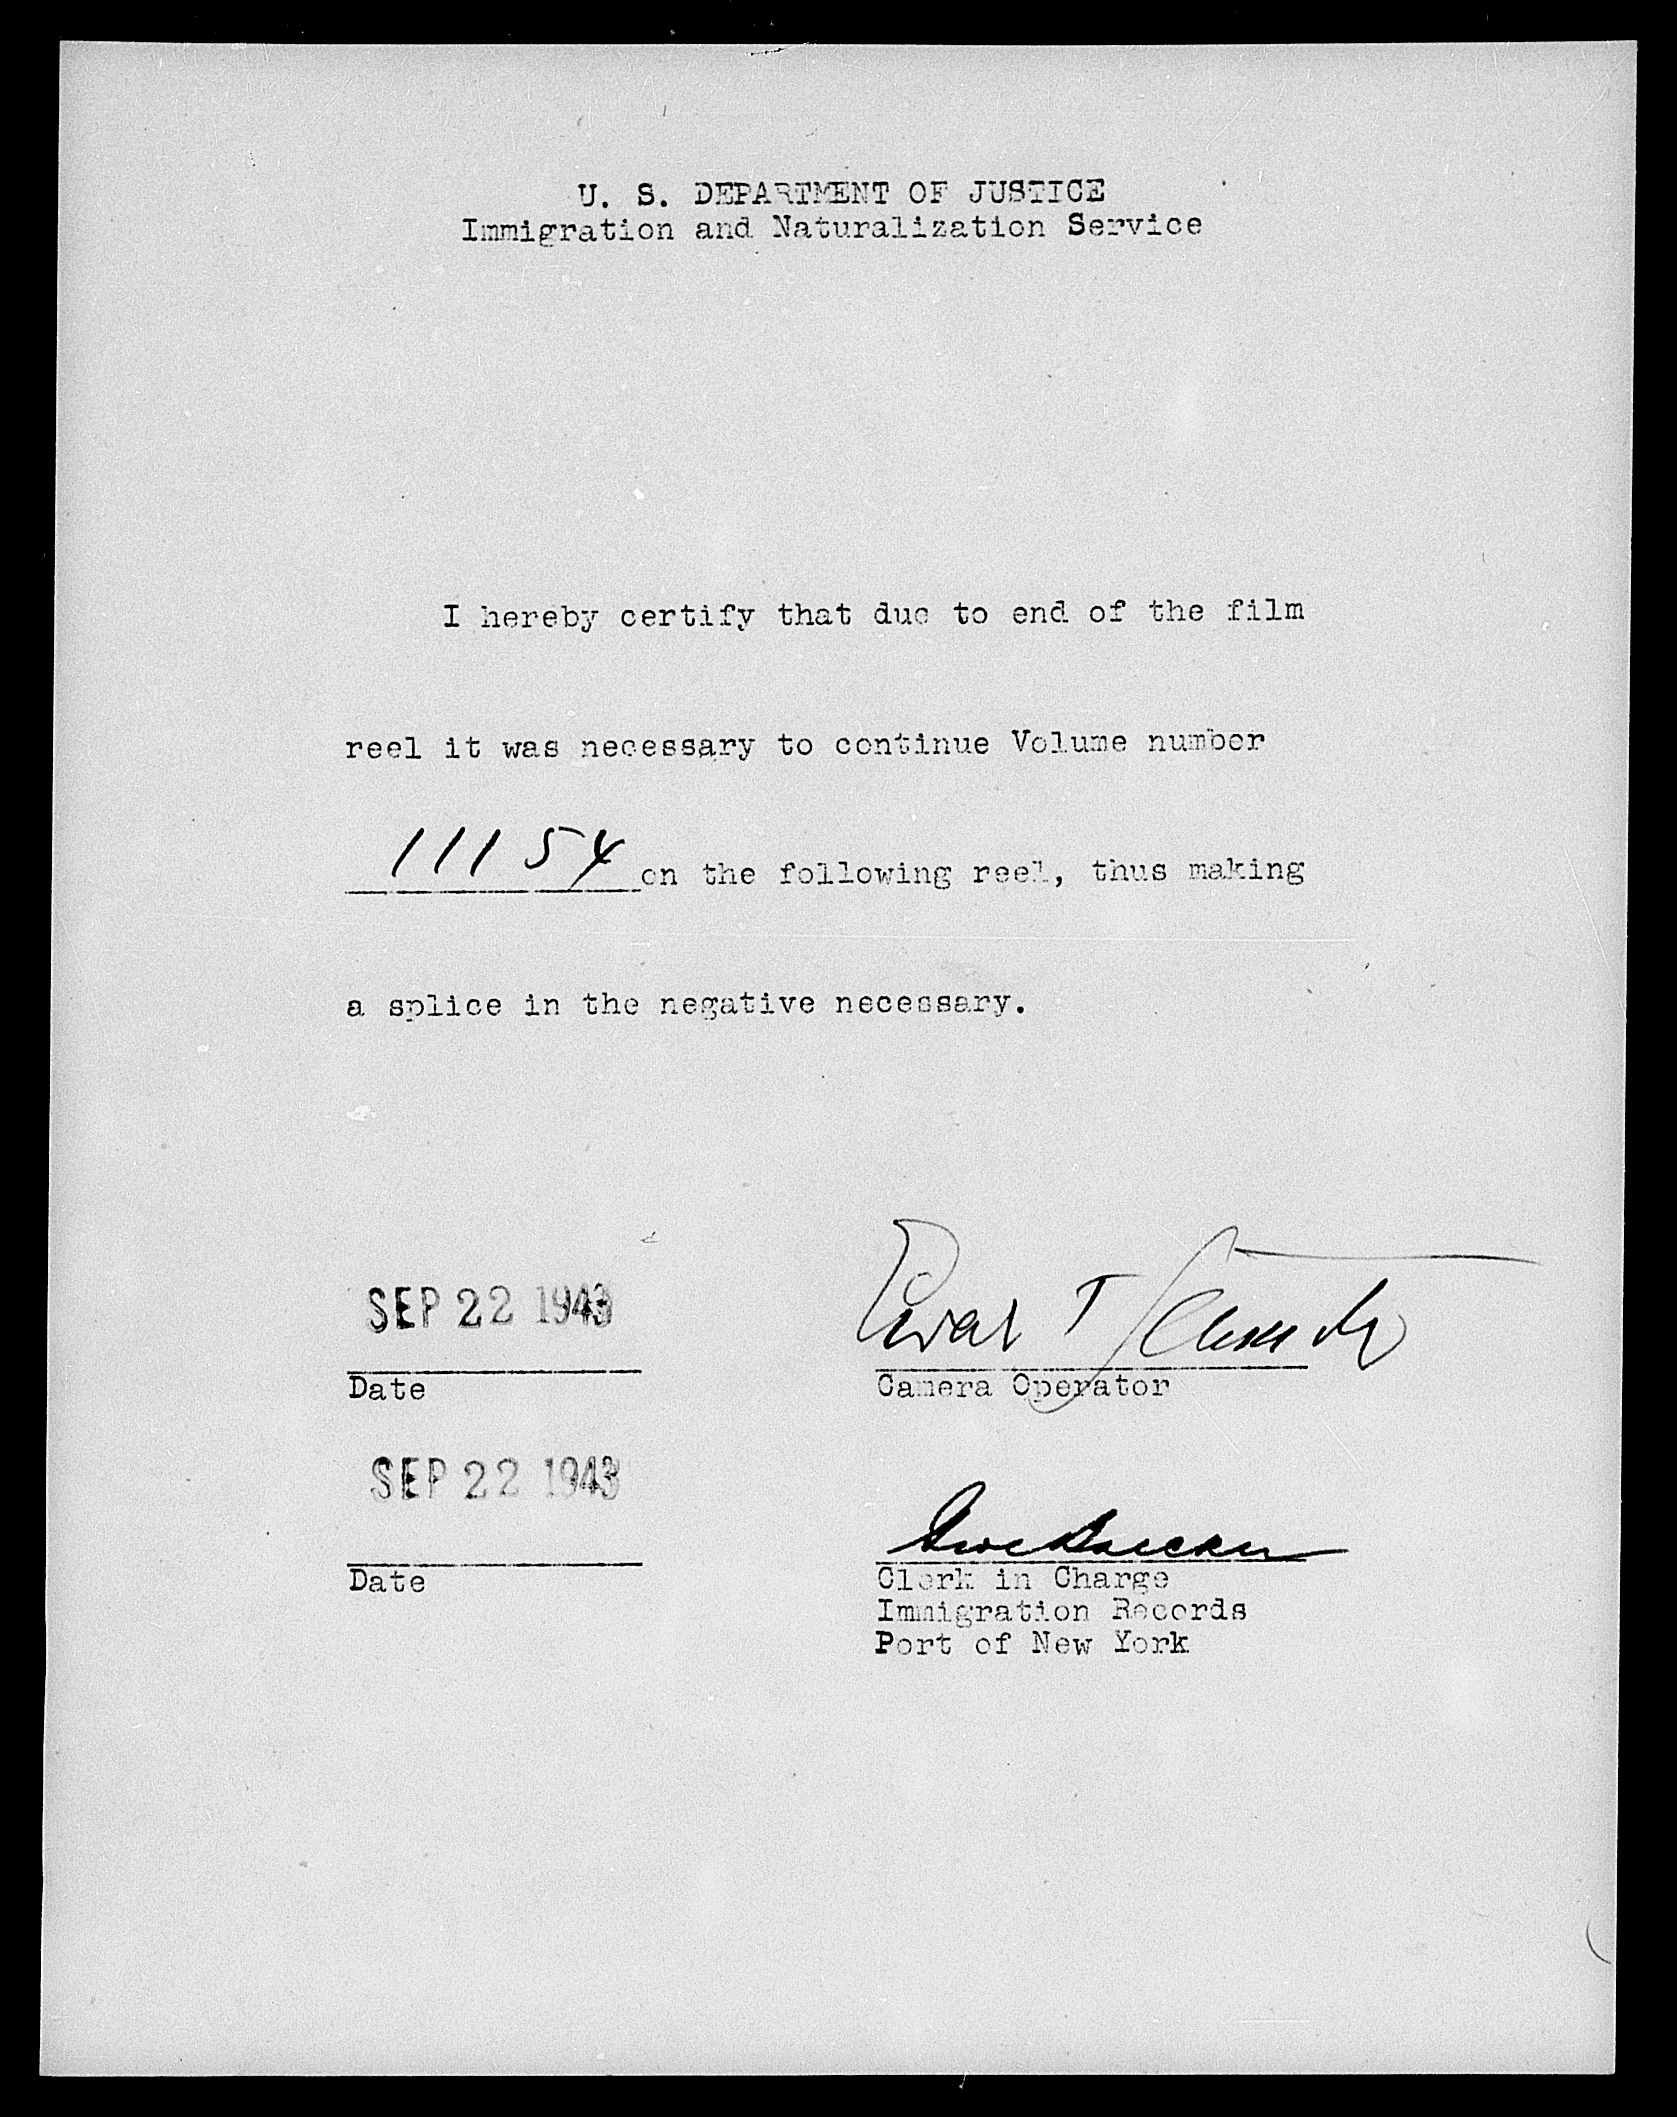 U. S. DEPARTMENT OF JUSTICE
Immigration and Naturalization Service
I hereby certify that due to end of the film
reel it was necessary to continue Volume number
11154 on the following reel, thus making
a splice in the negative necessary.
SEP 22 1943
Date
T
Camera Operator
SEP 22 1943
Date
Clerk in Charge
Immigration Records
Port of New York